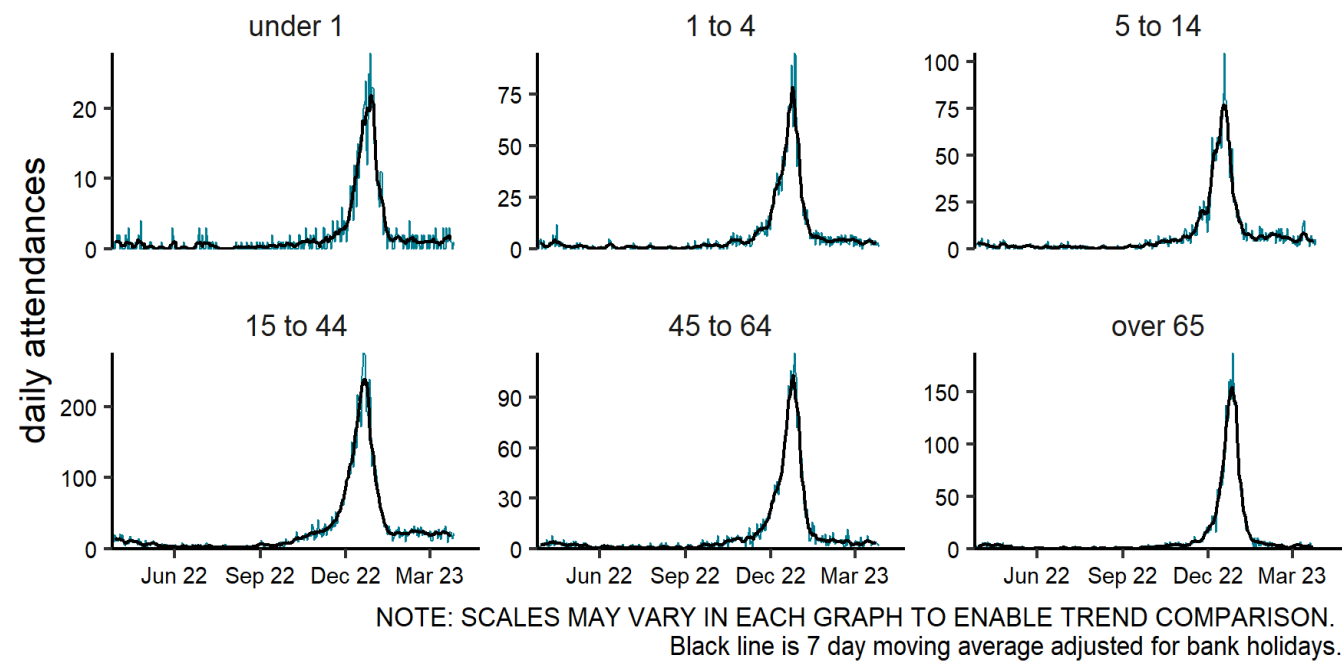 under 1
1 to 4
5 to 14
20
10
0
75
50
25
0
100
75
50
25
0
daily attendances
15 to 44
45 to 64
over 65
200
100
0
90
60
30
0
150
100
50
0
Jun 22 Sep 22 Dec 22 Mar 23
Jun 22 Sep 22 Dec 22 Mar 23
Jun 22 Sep 22 Dec 22 Mar 23
NOTE: SCALES MAY VARY IN EACH GRAPH TO ENABLE TREND COMPARISON.
Black line is 7 day moving average adjusted for bank holidays.